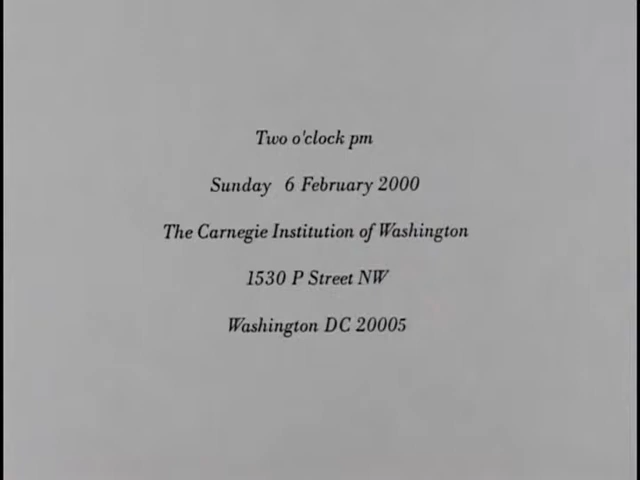 Two o'clock pm
Sunday 6 February 2000
The Carnegie Institution of Washington
1530 P Street NW
Washington DC 20005